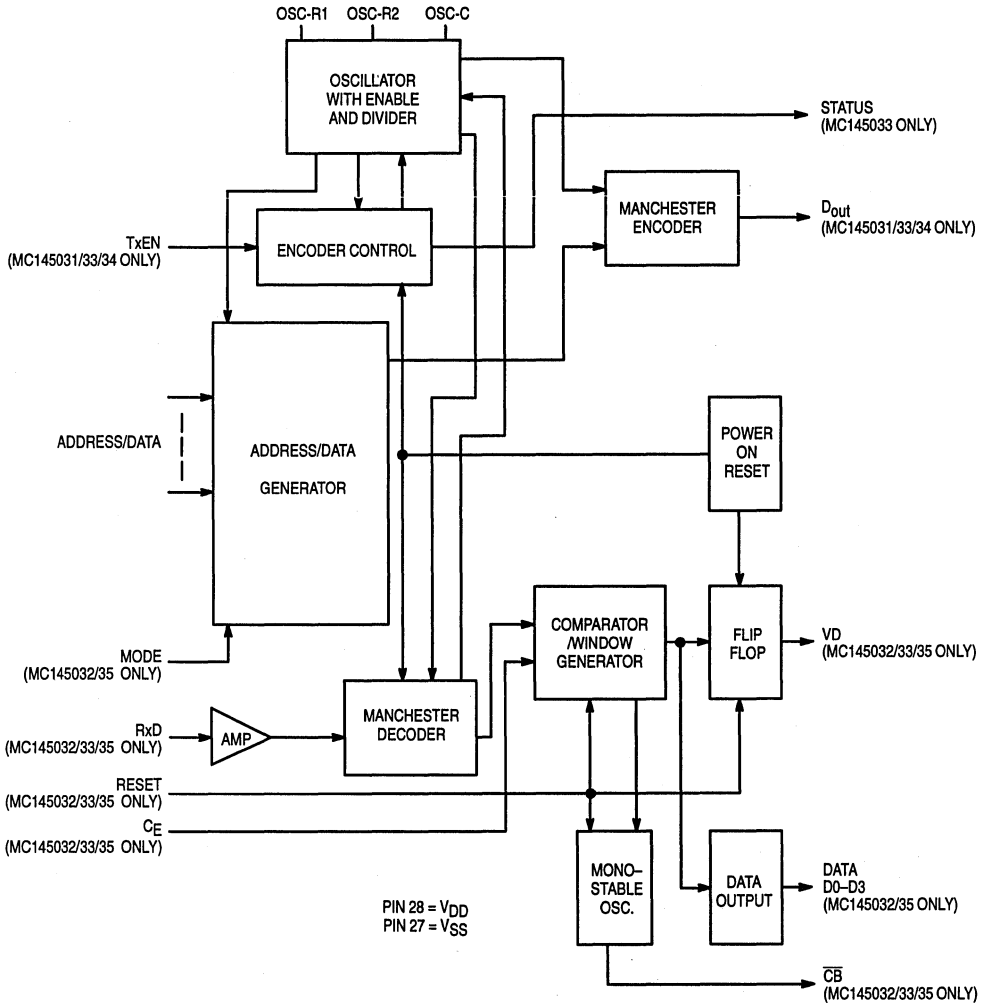 OSC-R1 OSC-R2 OSC-C
OSCILLATOR
WITH ENABLE
AND DIVIDER
STATUS
(MC145033 ONLY)
MANCHESTER
ENCODER
Dout
(MC145031/33/34 ONLY)
TxEN
(MC145031/33/34 ONLY)
ENCODER CONTROL
ADDRESS/DATA
ADDRESS/DATA
GENERATOR
POWER
ON
RESET
COMPARATOR
/WINDOW
GENERATOR
FLIP
FLOP
VD
(MC145032/33/35 ONLY)
MODE
(MC145032/35 ONLY)
MANCHESTER
DECODER
RxD
(MC145032/33/35 ONLY)
AMP
RESET
(MC145032/33/35 ONLY)
CE
(MC145032/33/35 ONLY)
MONO–
STABLE
OSC.
DATA
OUTPUT
DATA
D0–D3
(MC145032/35 ONLY)
PIN 28 = VDD
PIN 27 = VSS
C̅B̅
(MC145032/33/35 ONLY)